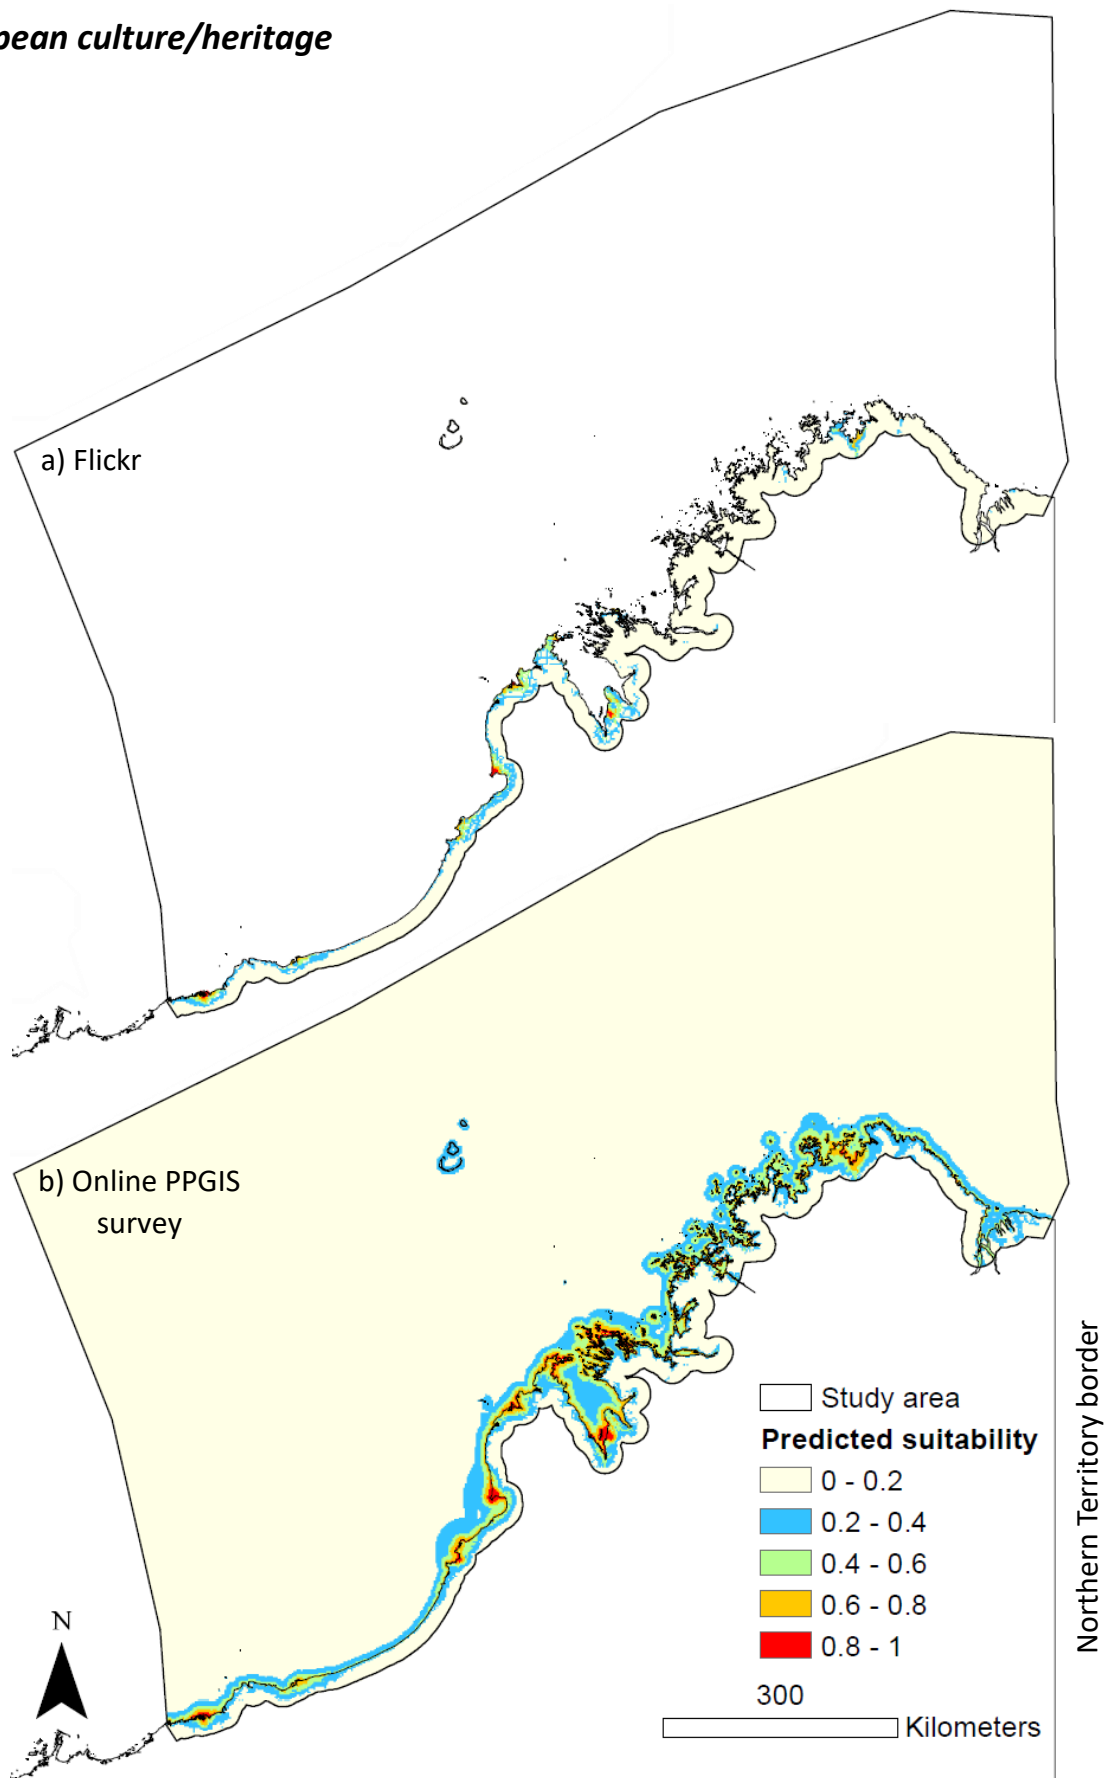 pean culture/heritage
a) Flickr
b) Online PPGIS
survey
Study area
Predicted suitability
0 - 0.2
0.2 - 0.4
0.4 - 0.6
0.6 - 0.8
0.8 - 1
300
Kilometers
N
Northern Territory border